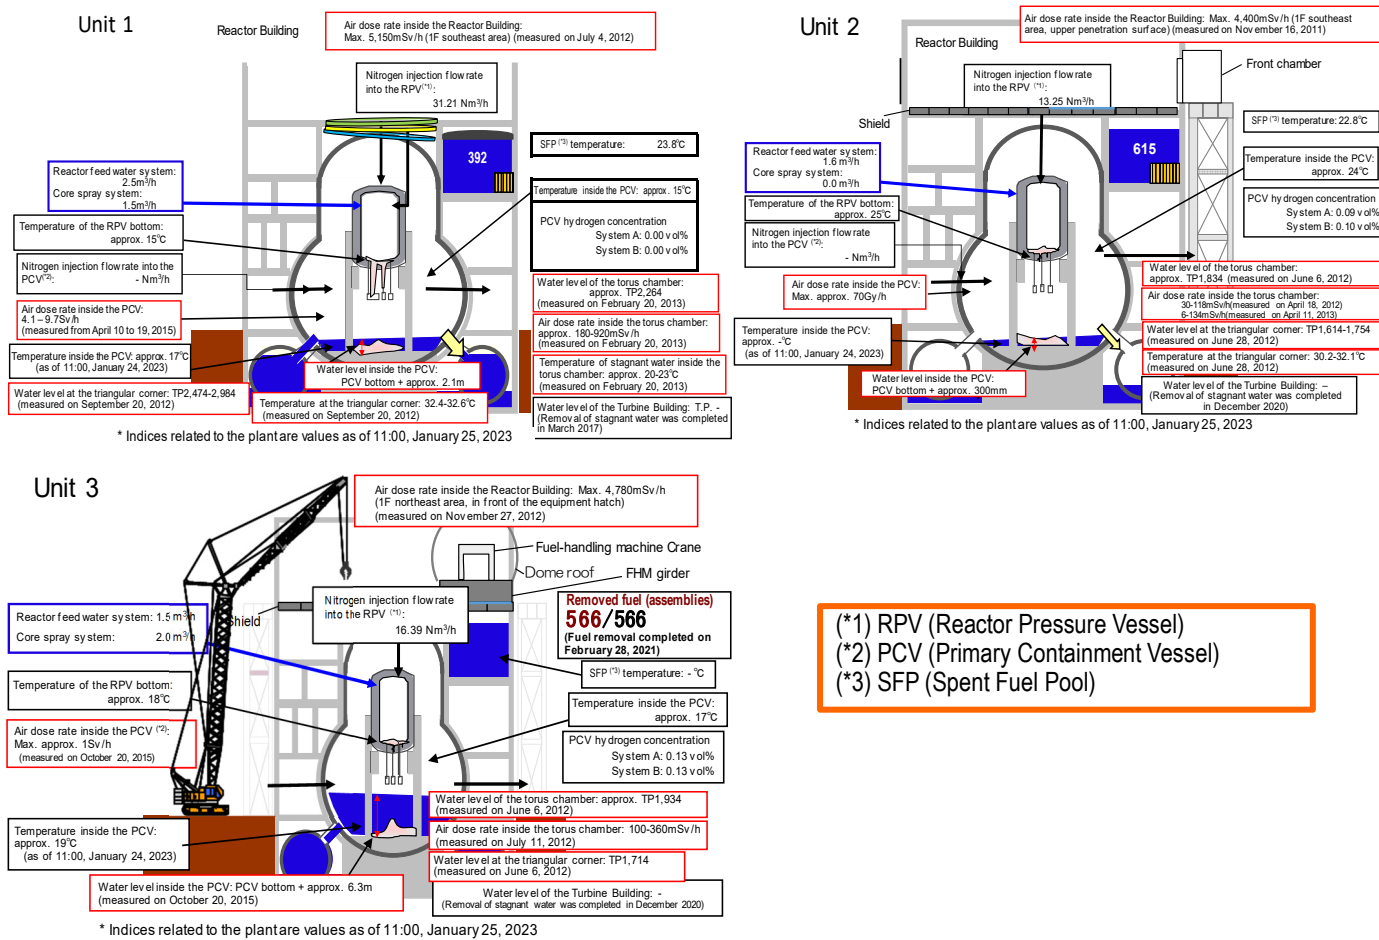 Unit 1
Reactor Building
Air dose rate inside the Reactor Building:
Max. 5,150mSv/h (1F southeast area) (measured on July 4, 2012)
Nitrogen injection flow rate
into the RPV(*1):
31.21 Nm3/h
392
SFP (*3) temperature: 23.8℃
Reactor feed water system:
2.5m3/h
Core spray system:
1.5m3/h
Temperature inside the PCV: approx. 15℃
PCV hydrogen concentration
System A: 0.00 vol%
System B: 0.00 vol%
Temperature of the RPV bottom:
approx. 15℃
Nitrogen injection flow rate into the
PCV(*2): - Nm3/h
Air dose rate inside the PCV:
4.1 – 9.7Sv/h
(measured from April 10 to 19, 2015)
Water level of the torus chamber:
approx. TP2,264
(measured on February 20, 2013)
Air dose rate inside the torus chamber:
approx. 180-920mSv/h
(measured on February 20, 2013)
Temperature inside the PCV: approx. 17℃
(as of 11:00, January 24, 2023)
Temperature of stagnant water inside the
torus chamber: approx. 20-23℃
(measured on February 20, 2013)
Water level inside the PCV:
PCV bottom + approx. 2.1m
Water level at the triangular corner: TP2,474-2,984
(measured on September 20, 2012)
Temperature at the triangular corner: 32.4-32.6℃
(measured on September 20, 2012)
Water level of the Turbine Building: T.P. -
(Removal of stagnant water was completed
in March 2017)
* Indices related to the plant are values as of 11:00, January 25, 2023
Unit 2
Reactor Building
Air dose rate inside the Reactor Building: Max. 4,400mSv/h (1F southeast
area, upper penetration surface) (measured on November 16, 2011)
Front chamber
Nitrogen injection flow rate
into the RPV(*1):
13.25 Nm3/h
Shield
615
SFP (*3) temperature: 22.8℃
Reactor feed water system:
1.6 m3/h
Core spray system:
0.0 m3/h
Temperature inside the PCV:
approx. 24℃
PCV hydrogen concentration
System A: 0.09 vol%
System B: 0.10 vol%
Temperature of the RPV bottom:
approx. 25℃
Nitrogen injection flow rate
into the PCV (*2):
- Nm3/h
Air dose rate inside the PCV:
Max. approx. 70Gy/h
Water level of the torus chamber:
approx. TP1,834 (measured on June 6, 2012)
Air dose rate inside the torus chamber:
30-118mSv/h(measured on April 18, 2012)
6-134mSv/h(measured on April 11, 2013)
Temperature inside the PCV:
approx. -℃
(as of 11:00, January 24, 2023)
Water level at the triangular corner: TP1,614-1,754
(measured on June 28, 2012)
Temperature at the triangular corner: 30.2-32.1℃
(measured on June 28, 2012)
Water level inside the PCV:
PCV bottom + approx. 300mm
Water level of the Turbine Building: –
(Removal of stagnant water was completed
in December 2020)
* Indices related to the plant are values as of 11:00, January 25, 2023
Unit 3
Air dose rate inside the Reactor Building: Max. 4,780mSv/h
(1F northeast area, in front of the equipment hatch)
(measured on November 27, 2012)
Fuel-handling machine Crane
Dome roof
FHM girder
Shield
Nitrogen injection flow rate
into the RPV (*1):
16.39 Nm3/h
Removed fuel (assemblies)
566/566
(Fuel removal completed on
February 28, 2021)
Reactor feed water system: 1.5 m3/h
Core spray system: 2.0 m3/h
SFP (*3) temperature: - ℃
Temperature of the RPV bottom:
approx. 18℃
Temperature inside the PCV:
approx. 17℃
Air dose rate inside the PCV (*2):
Max. approx. 1Sv/h
(measured on October 20, 2015)
PCV hydrogen concentration
System A: 0.13 vol%
System B: 0.13 vol%
Water level of the torus chamber: approx. TP1,934
(measured on June 6, 2012)
Temperature inside the PCV:
approx. 19℃
(as of 11:00, January 24, 2023)
Air dose rate inside the torus chamber: 100-360mSv/h
(measured on July 11, 2012)
Water level at the triangular corner: TP1,714
(measured on June 6, 2012)
Water level inside the PCV: PCV bottom + approx. 6.3m
(measured on October 20, 2015)
Water level of the Turbine Building: -
(Removal of stagnant water was completed in December 2020)
* Indices related to the plant are values as of 11:00, January 25, 2023
(*1) RPV (Reactor Pressure Vessel)
(*2) PCV (Primary Containment Vessel)
(*3) SFP (Spent Fuel Pool)